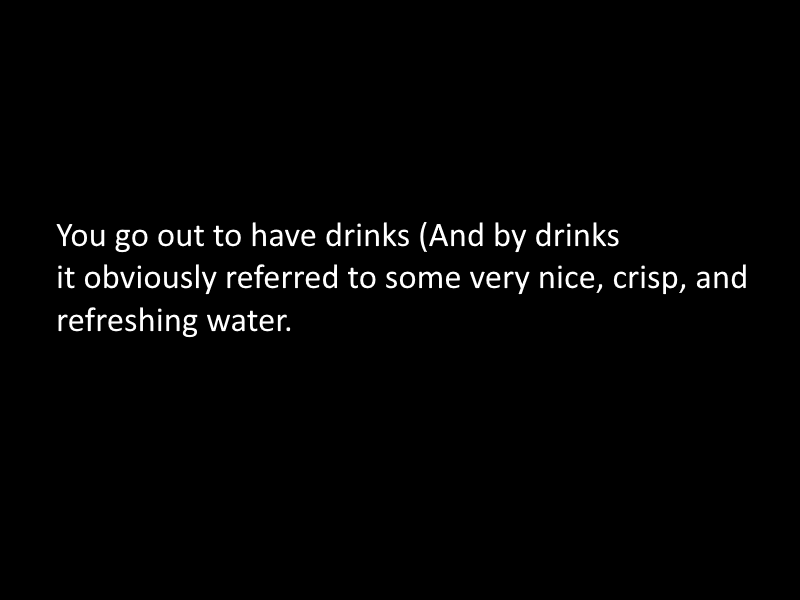 You go out to have drinks (And by drinks
it obviously referred to some very nice, crisp, and
refreshing water.